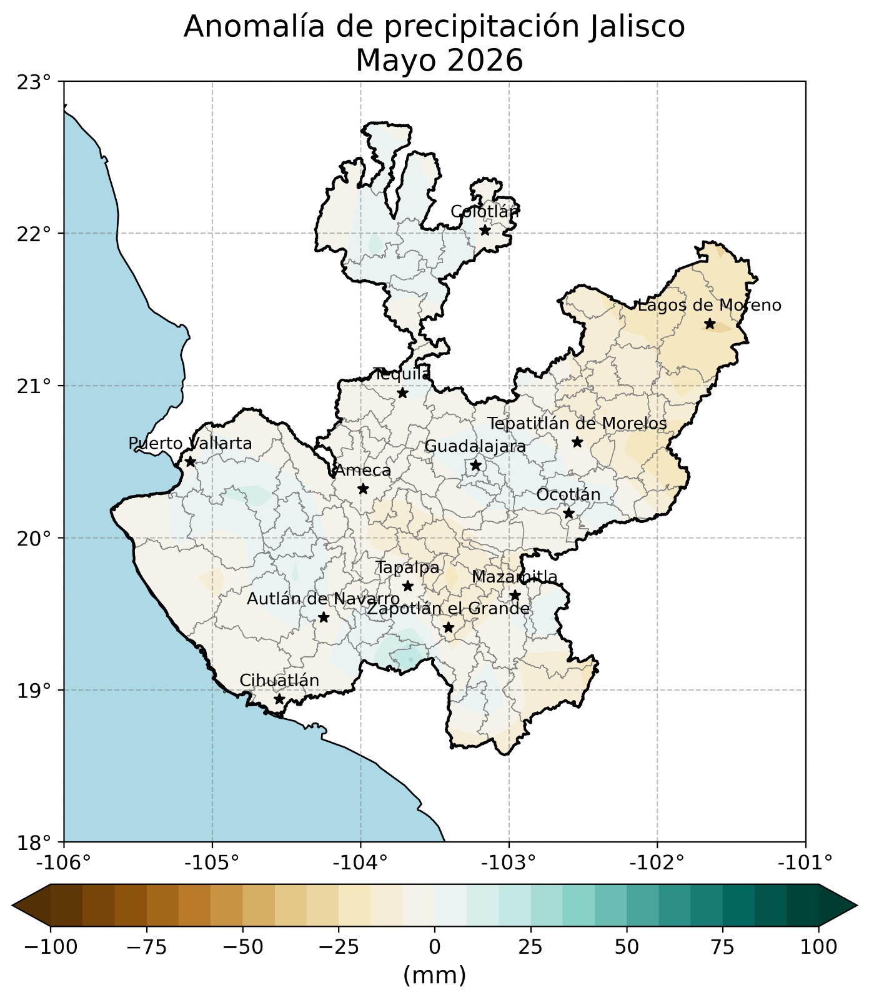 Anomalía de precipitación Jalisco
Mayo 2026
23°
22°
21°
20°
19°
18°
Colotlán
Lagos de Moreno
Tequila
Tepatitlán de Morelos
Puerto Vallarta
Guadalajara
Ameca
Ocotlán
Tapalpa
Mazamitla
Autlán de Navarro
Zapotlán el Grande
Cihuatlán
-106° -105° -104° -103° -102° -101°
−100 −75 −50 −25 0 25 50 75 100
(mm)